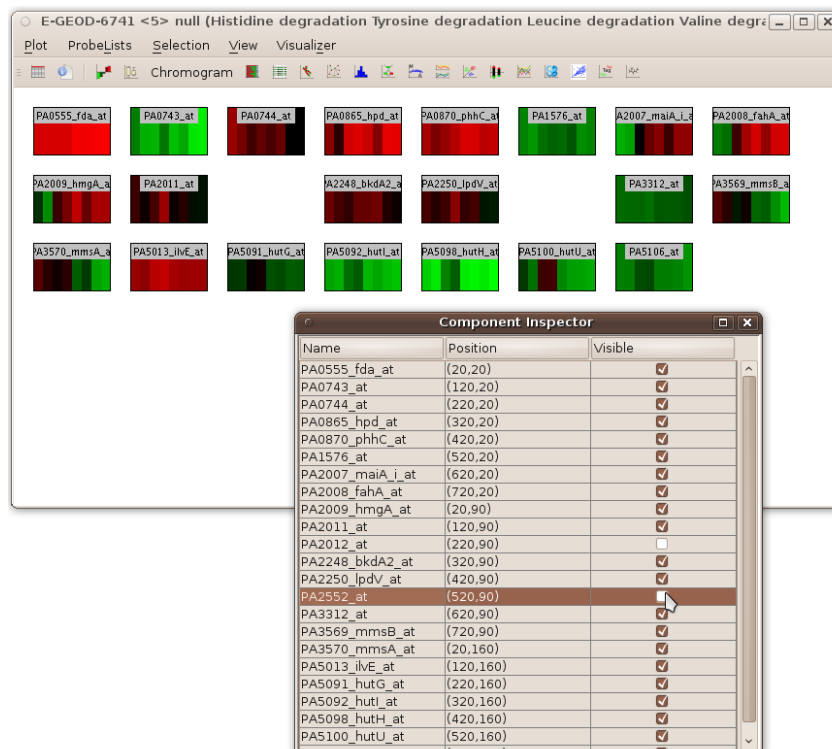 E-GEOD-6741 <5> null (Histidine degradation Tyrosine degradation Leucine degradation Valine degra
Plot ProbeLists Selection View Visualizer
Chromogram
PA0555_fda_at PA0743_at PA0744_at PA0865_hpd_at PA0870_phhC_at PA1576_at A2007_maiA_i_a PA2008_fahA_at
PA2009_hmgA_a PA2011_at A2248_bkdA2_a PA2250_lpdV_at PA3312_at PA3569_mmsB_a
PA3570_mmsA_a PA5013_ilvE_at PA5091_hutG_at PA5092_hutI_at PA5098_hutH_at PA5100_hutU_at PA5106_at
Component Inspector
Name Position Visible
PA0555_fda_at (20,20)
PA0743_at (120,20)
PA0744_at (220,20)
PA0865_hpd_at (320,20)
PA0870_phhC_at (420,20)
PA1576_at (520,20)
PA2007_maiA_i_at (620,20)
PA2008_fahA_at (720,20)
PA2009_hmgA_at (20,90)
PA2011_at (120,90)
PA2012_at (220,90)
PA2248_bkdA2_at (320,90)
PA2250_lpdV_at (420,90)
PA2552_at (520,90)
PA3312_at (620,90)
PA3569_mmsB_at (720,90)
PA3570_mmsA_at (20,160)
PA5013_ilvE_at (120,160)
PA5091_hutG_at (220,160)
PA5092_hutI_at (320,160)
PA5098_hutH_at (420,160)
PA5100_hutU_at (520,160)